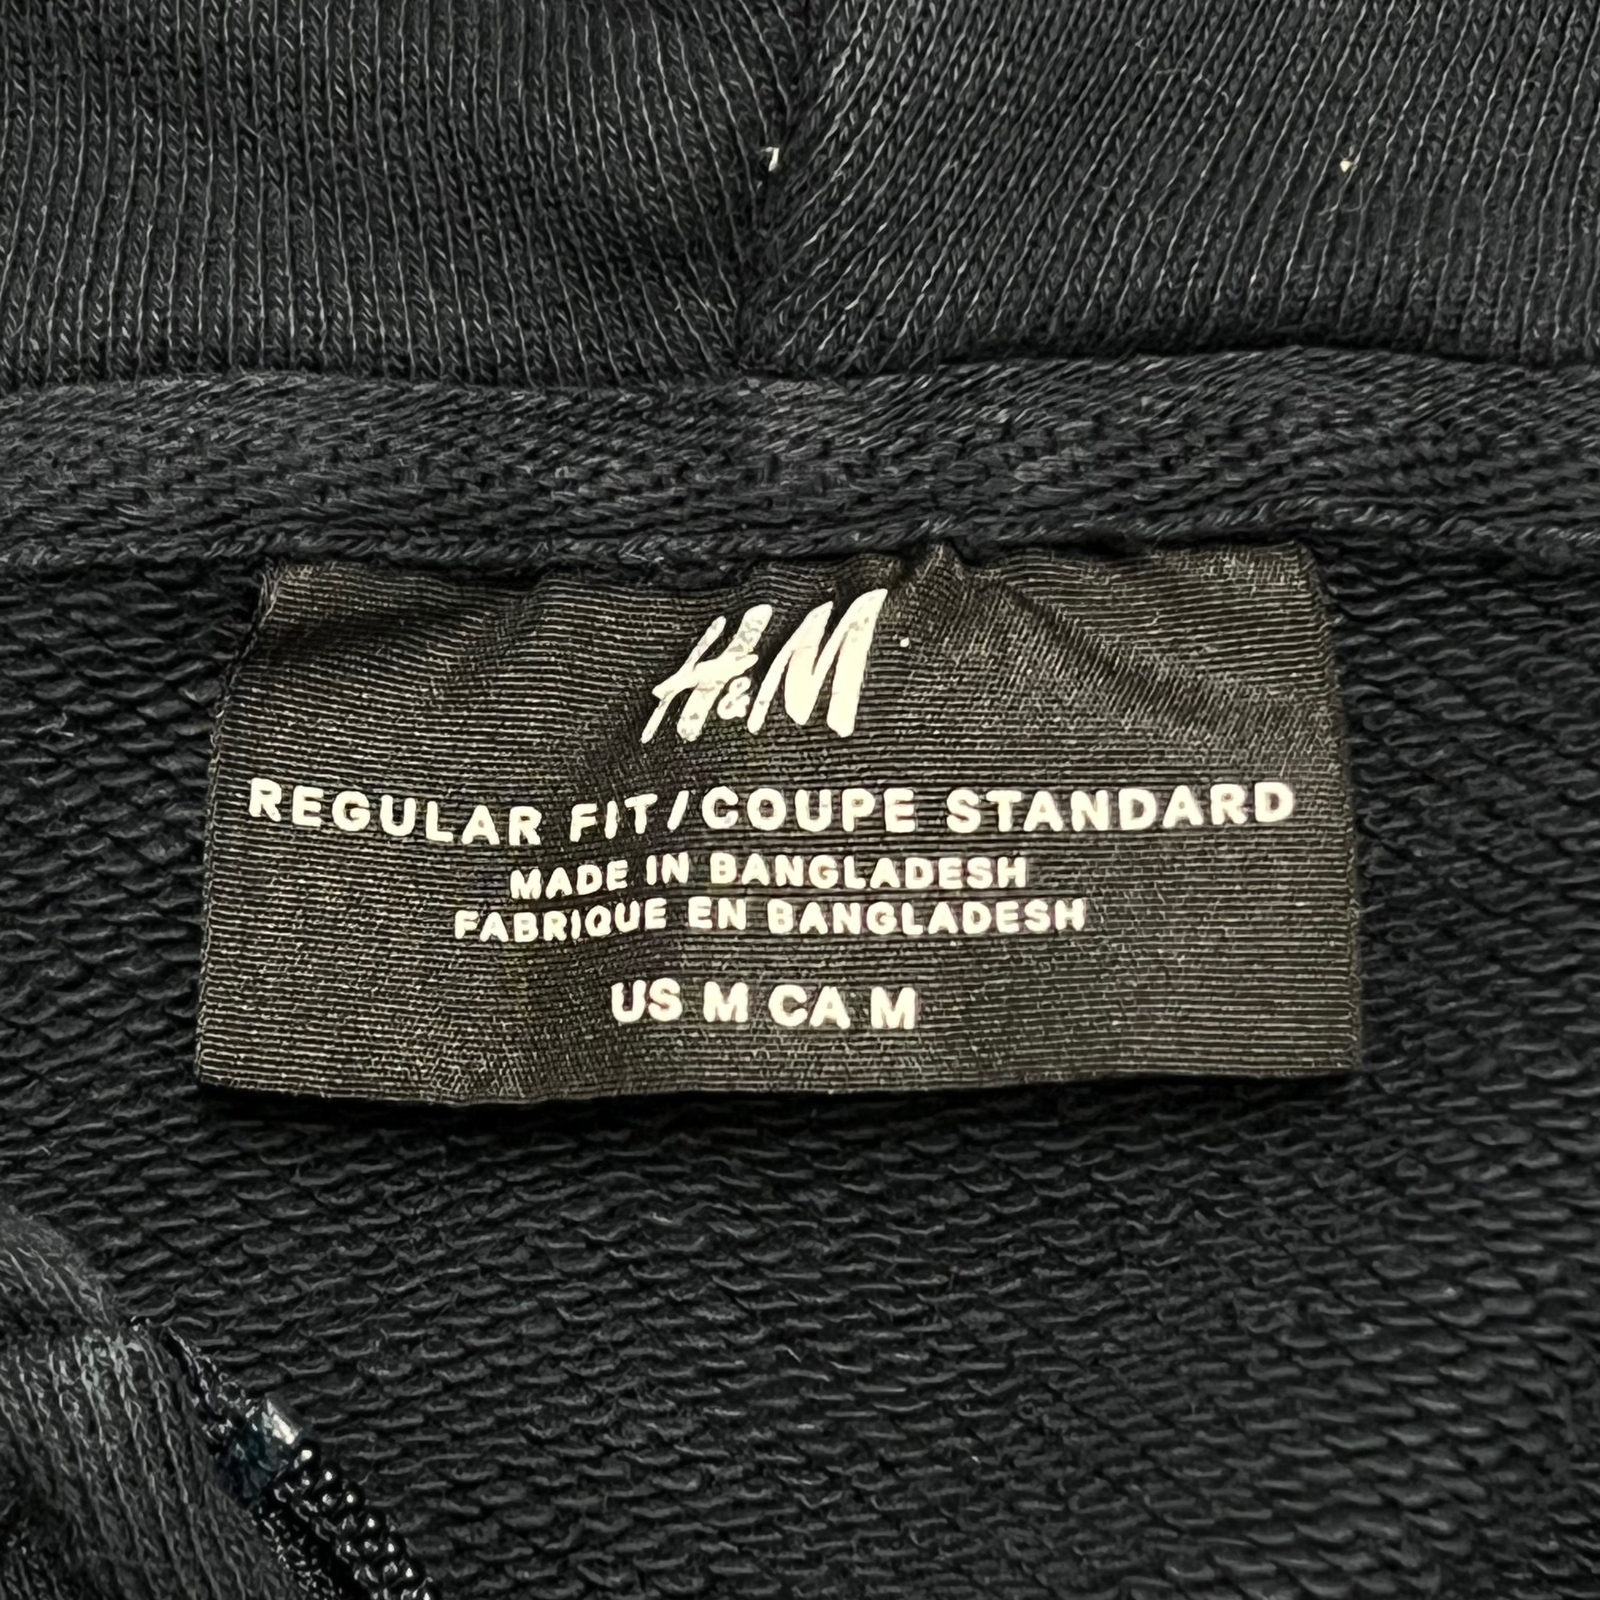 H&M
REGULAR FIT/COUPE STANDARD
MADE IN BANGLADESH
FABRIQUE EN BANGLADESH
US M CA M